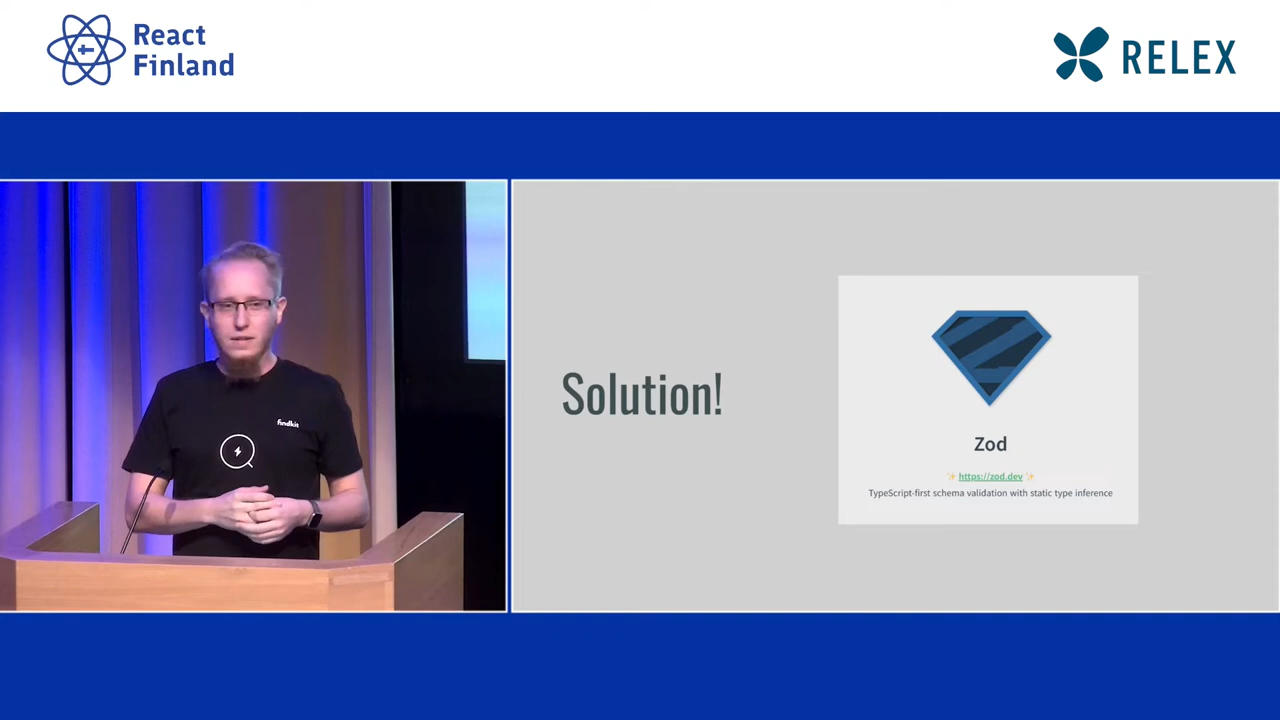 React
Finland
RELEX
findkit
Solution!
Zod
✨ https://zod.dev ✨
TypeScript-first schema validation with static type inference